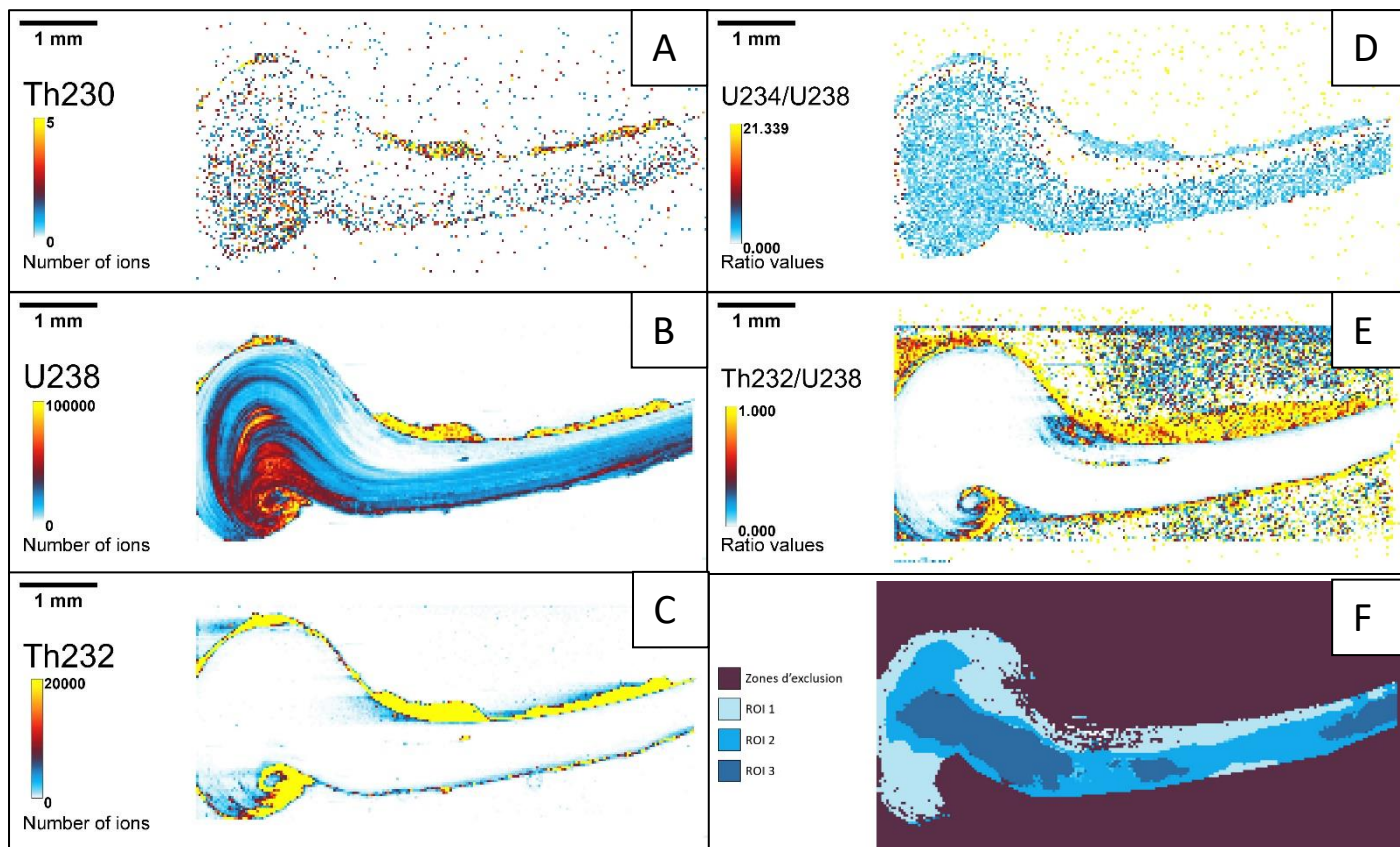 1 mm
A
Th230
5
0
Number of ions
1 mm
B
U238
100000
0
Number of ions
1 mm
C
Th232
20000
0
Number of ions
1 mm
D
U234/U238
21.339
0.000
Ratio values
1 mm
E
Th232/U238
1.000
0.000
Ratio values
F
Zones d'exclusion
ROI 1
ROI 2
ROI 3